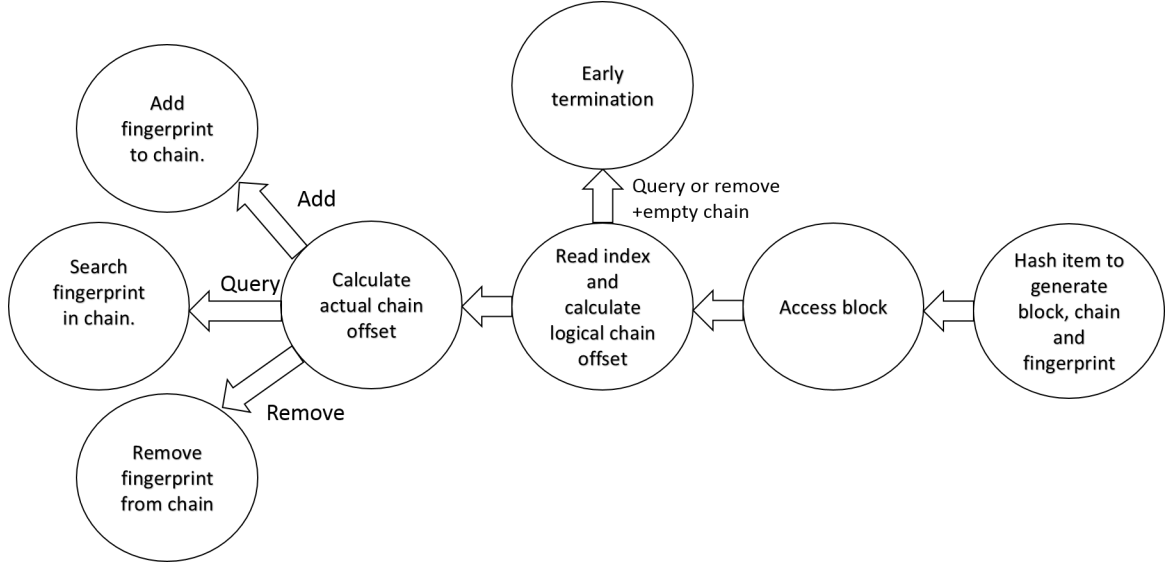 Early
termination
Add
fingerprint
to chain.
Query or remove
+empty chain
Add
Search
fingerprint
in chain.
Query
Calculate
actual chain
offset
Read index
and
calculate
logical chain
offset
Access block
Hash item to
generate
block, chain
and
fingerprint
Remove
Remove
fingerprint
from chain